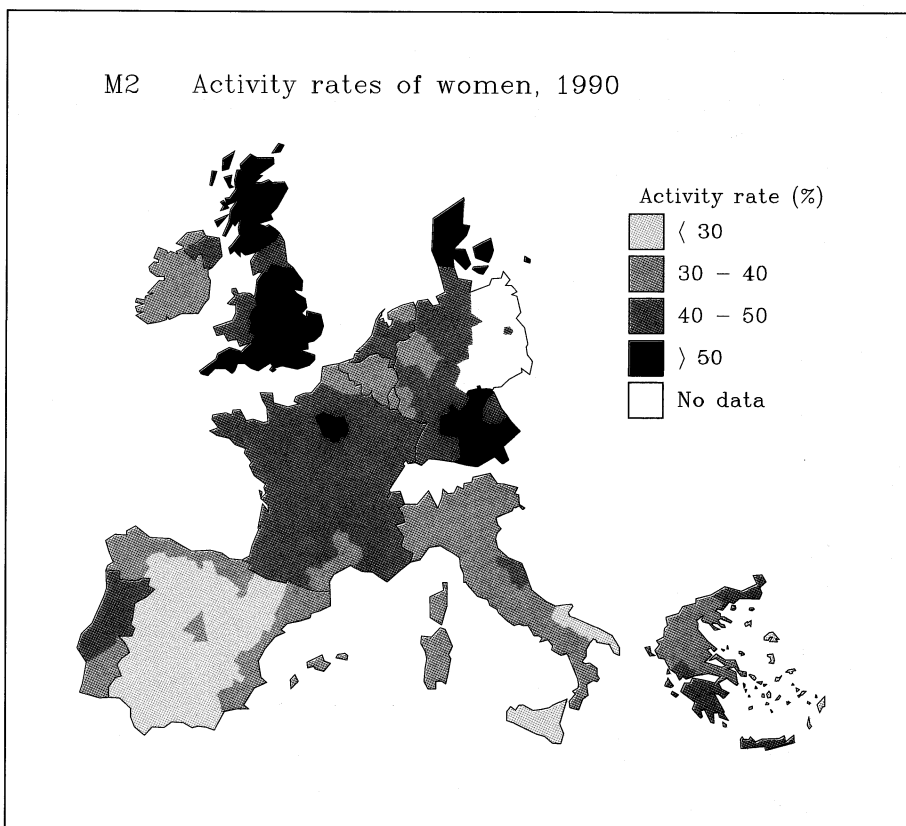 M2 Activity rates of women, 1990
Activity rate (%)
⟨ 30
30 – 40
40 – 50
⟩ 50
No data